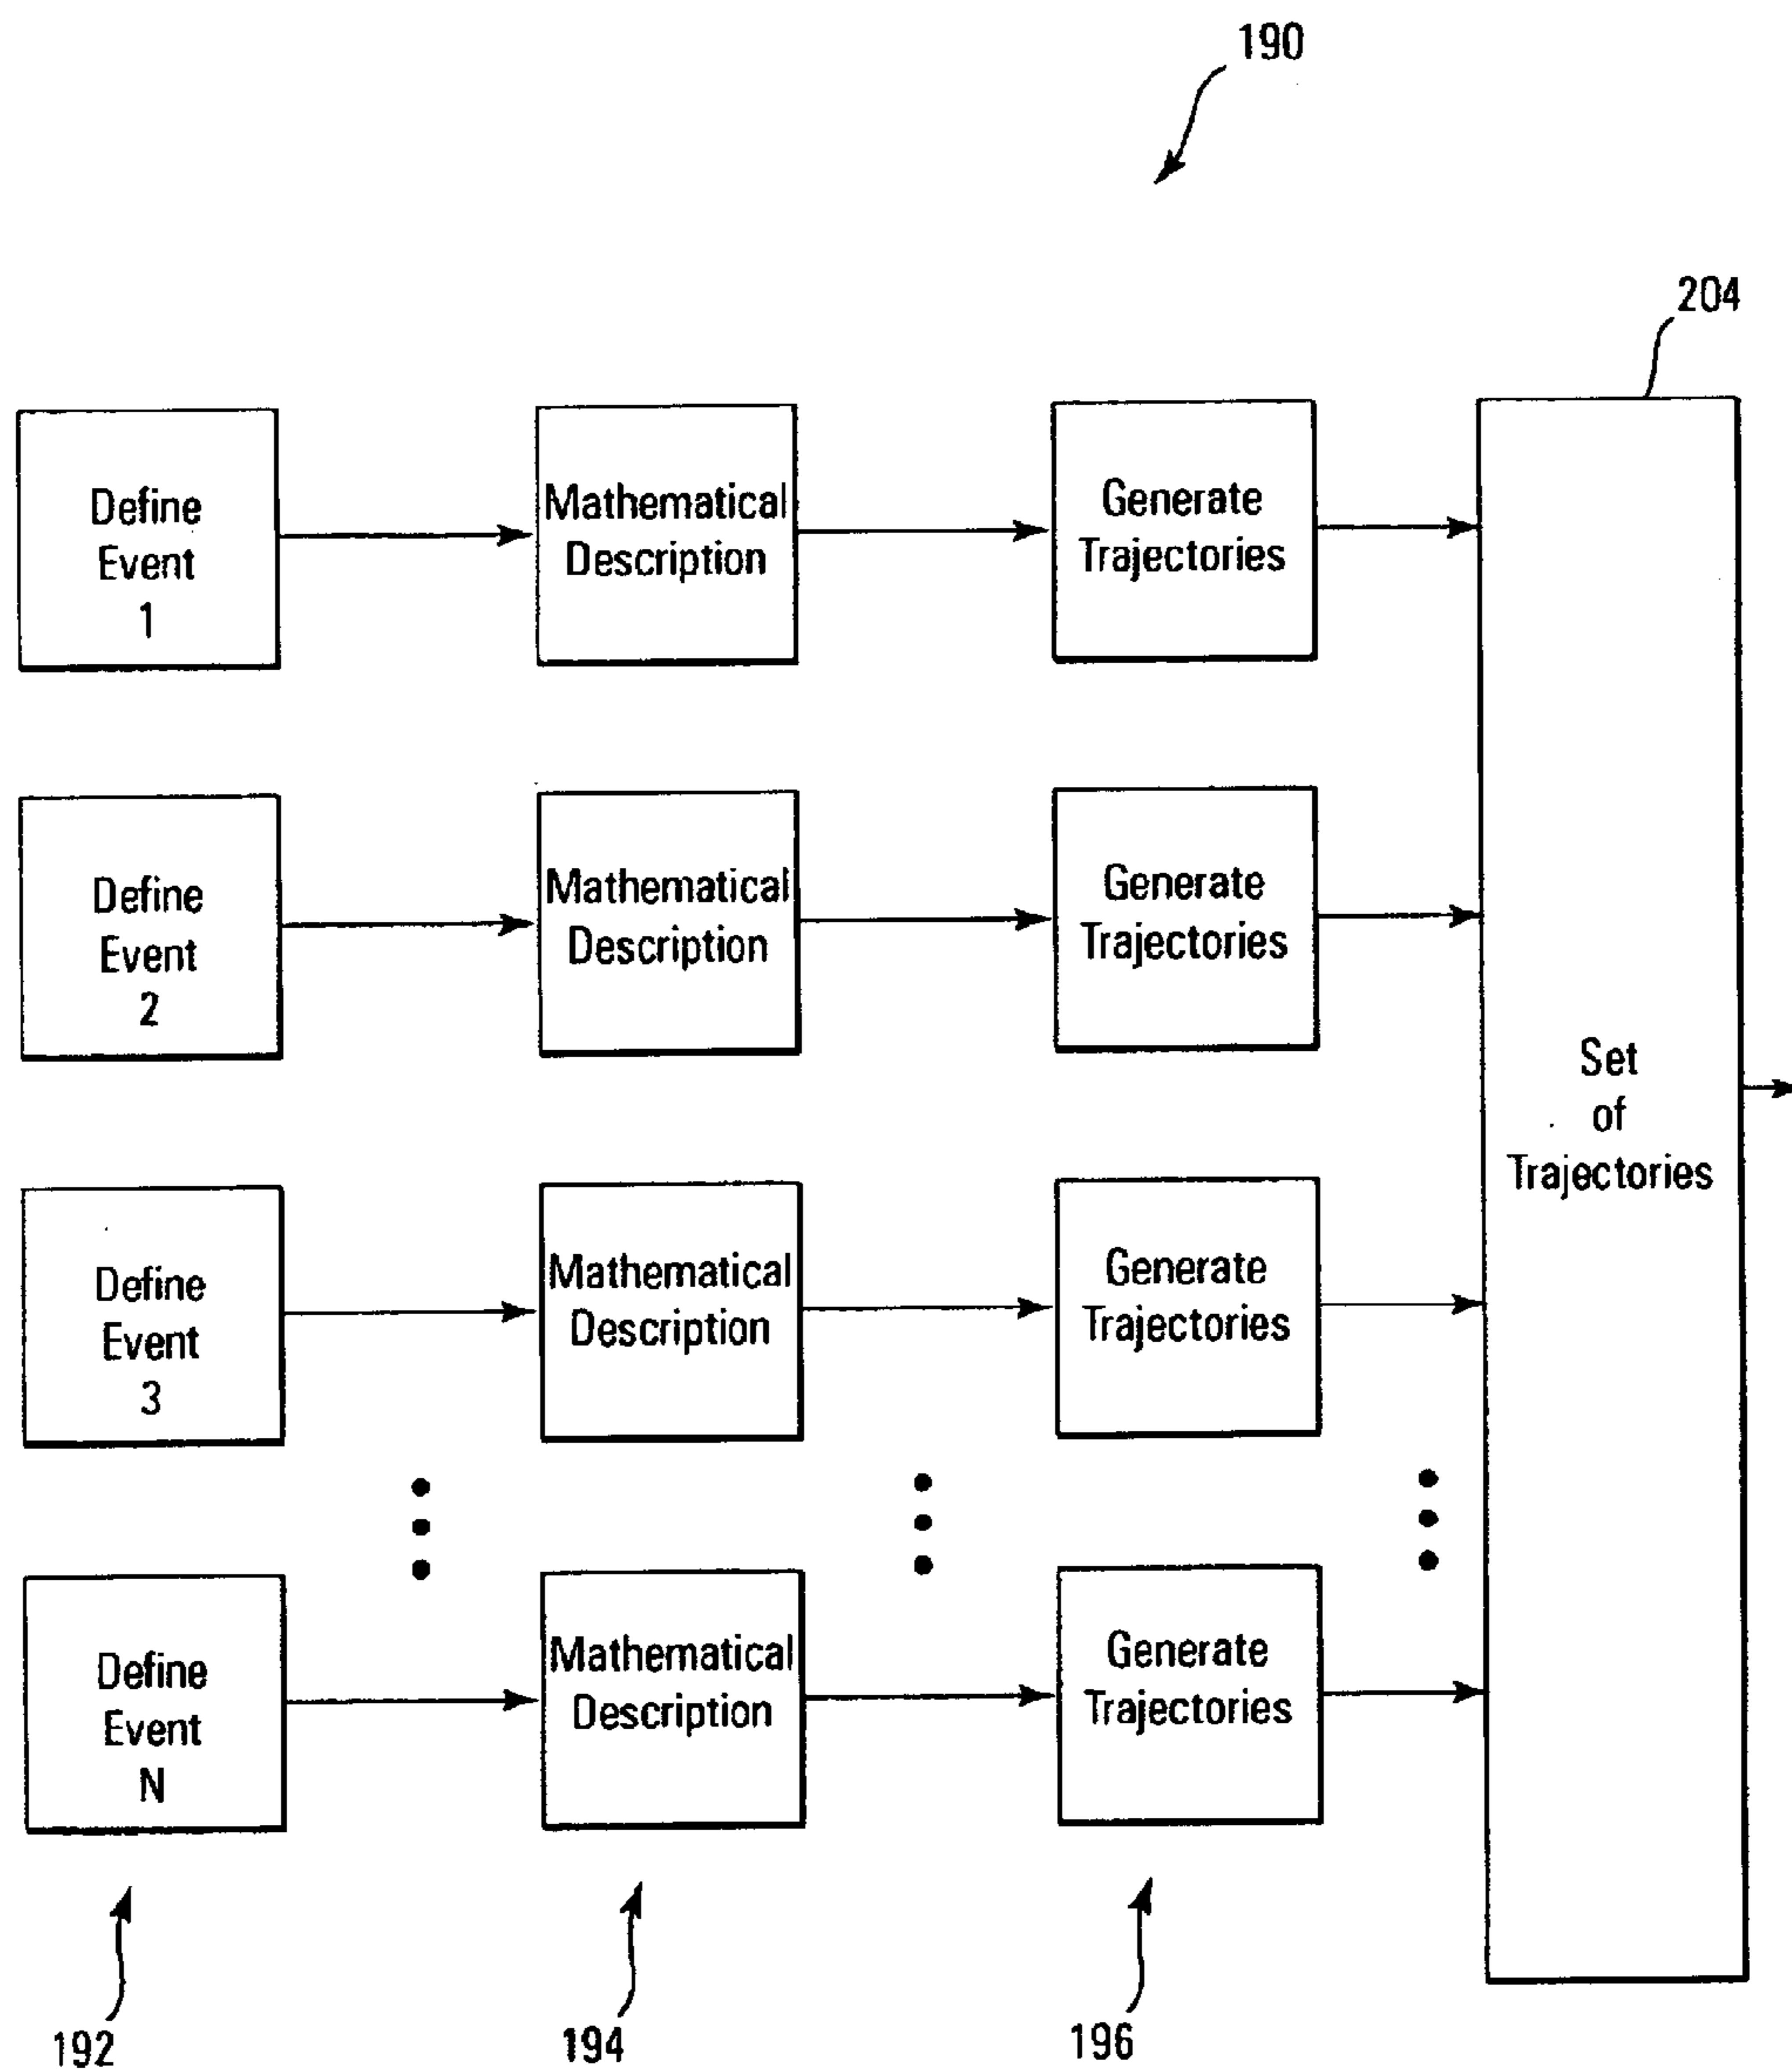 190
204
Define
Event
1
Mathematical
Description
Generate
Trajectories
Define
Event
2
Mathematical
Description
Generate
Trajectories
Set
of
Trajectories
Define
Event
3
Mathematical
Description
Generate
Trajectories
Define
Event
N
Mathematical
Description
Generate
Trajectories
192
194
196